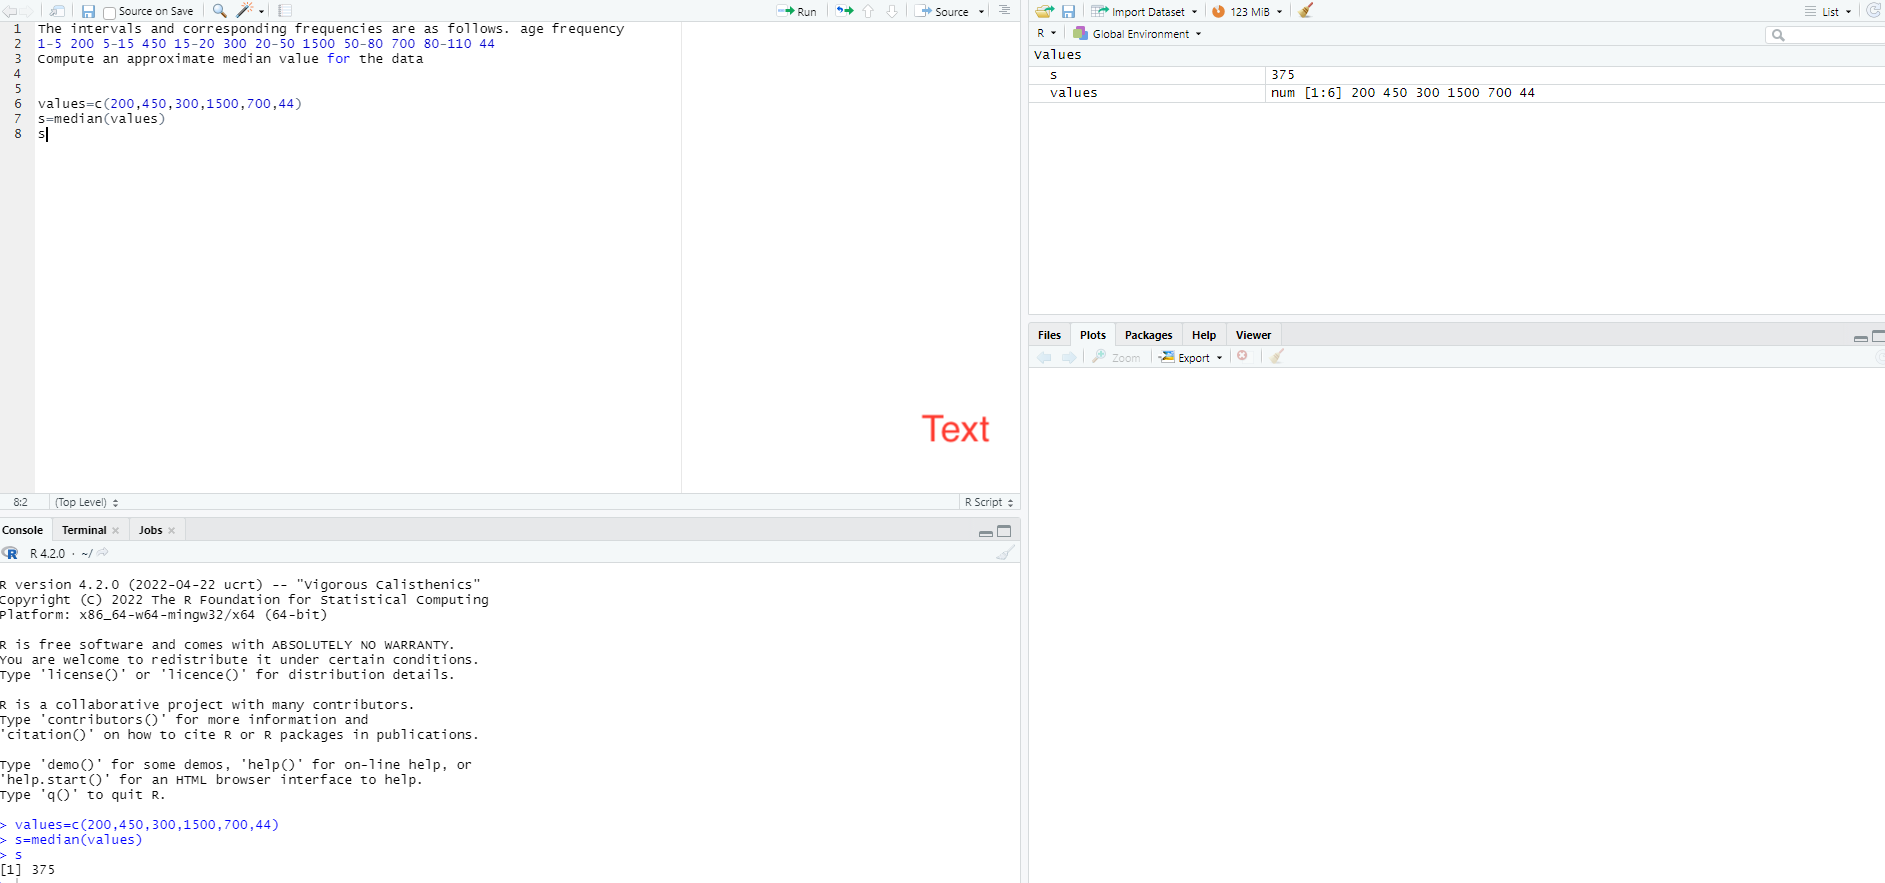 Source on Save
Run
Source
1 The intervals and corresponding frequencies are as follows. age frequency
2 1-5 200 5-15 450 15-20 300 20-50 1500 50-80 700 80-110 44
3 Compute an approximate median value for the data
4
5
6 values=c(200,450,300,1500,700,44)
7 s=median(values)
8 s
Text
8:2 (Top Level) R Script
Console Terminal Jobs
R 4.2.0 · ~/
R version 4.2.0 (2022-04-22 ucrt) -- "Vigorous Calisthenics"
Copyright (C) 2022 The R Foundation for Statistical Computing
Platform: x86_64-w64-mingw32/x64 (64-bit)
R is free software and comes with ABSOLUTELY NO WARRANTY.
You are welcome to redistribute it under certain conditions.
Type 'license()' or 'licence()' for distribution details.
R is a collaborative project with many contributors.
Type 'contributors()' for more information and
'citation()' on how to cite R or R packages in publications.
Type 'demo()' for some demos, 'help()' for on-line help, or
'help.start()' for an HTML browser interface to help.
Type 'q()' to quit R.
> values=c(200,450,300,1500,700,44)
> s=median(values)
> s
[1] 375
>
Import Dataset 123 MiB List
R Global Environment
Values
s 375
values num [1:6] 200 450 300 1500 700 44
Files Plots Packages Help Viewer
Zoom Export